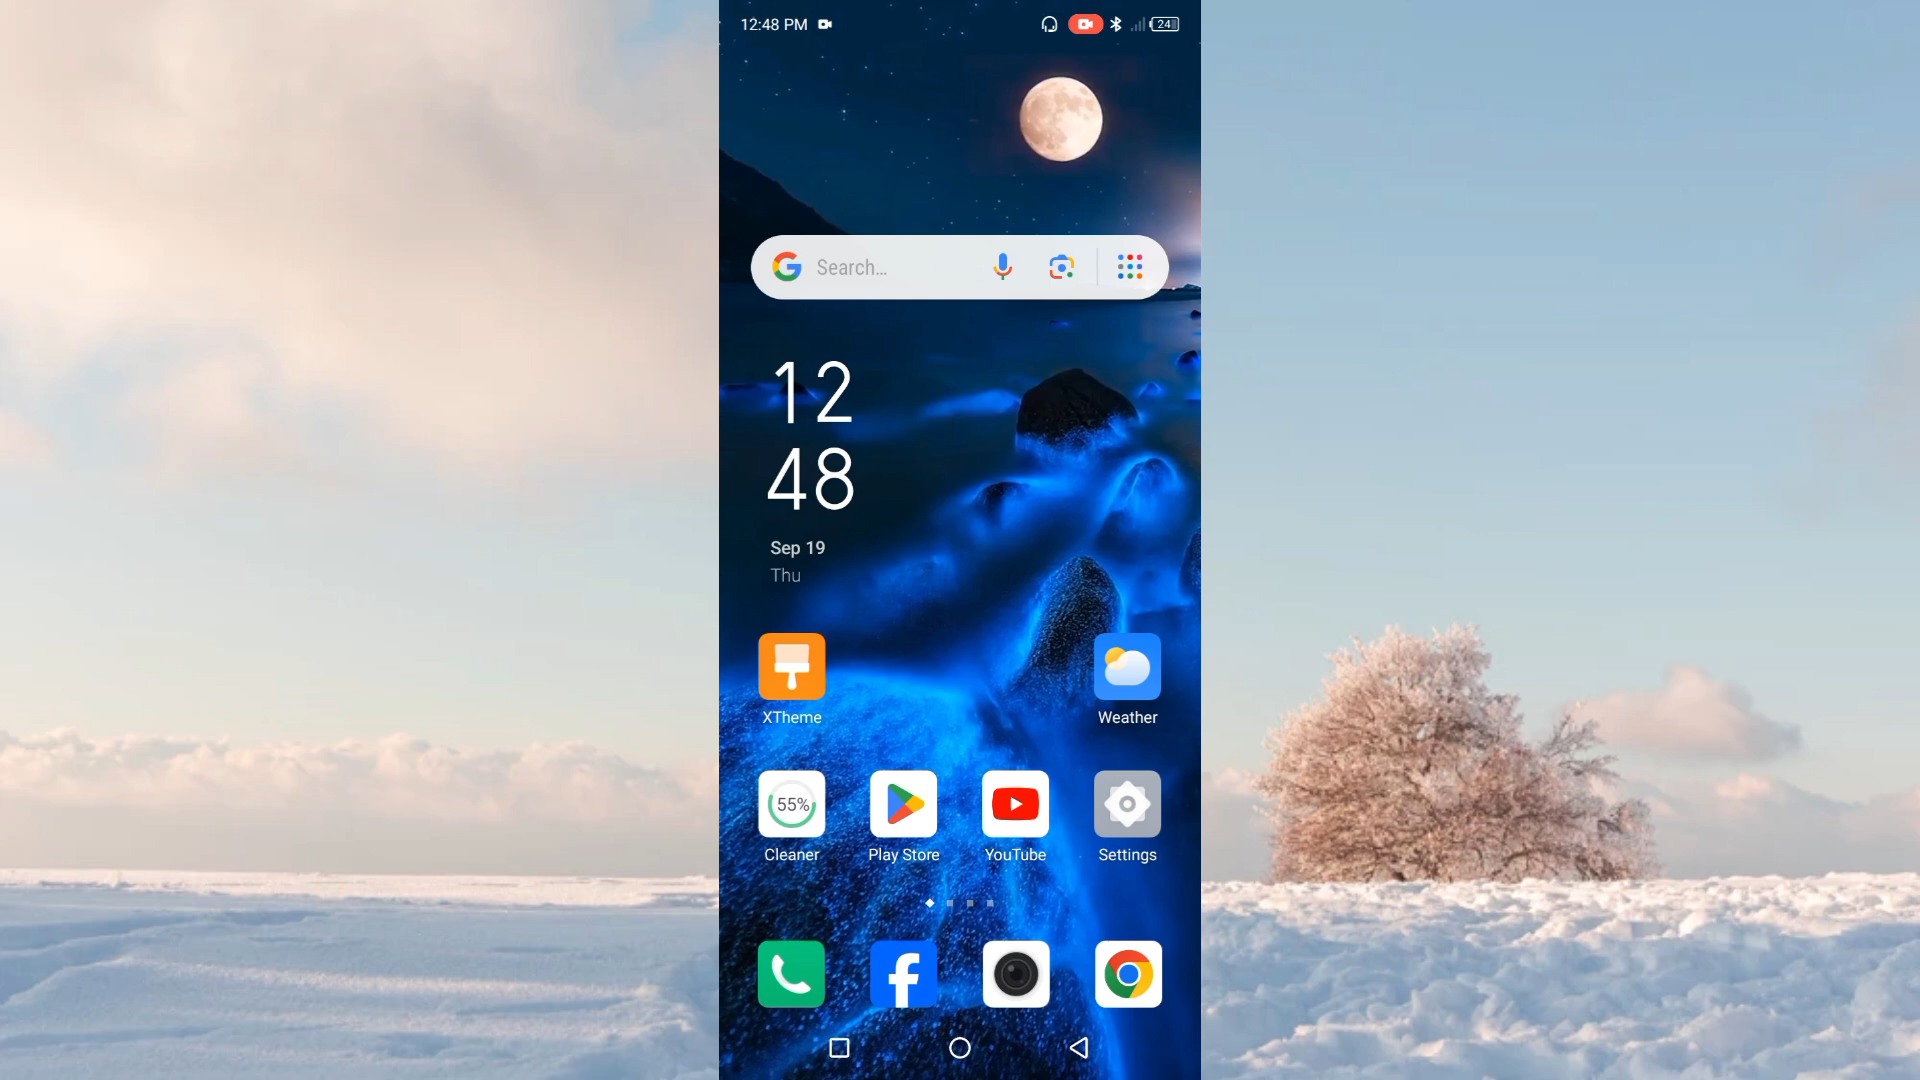 12:48 PM
24
Search...
12
48
Sep 19
Thu
XTheme
Weather
55%
Cleaner
Play Store
YouTube
Settings